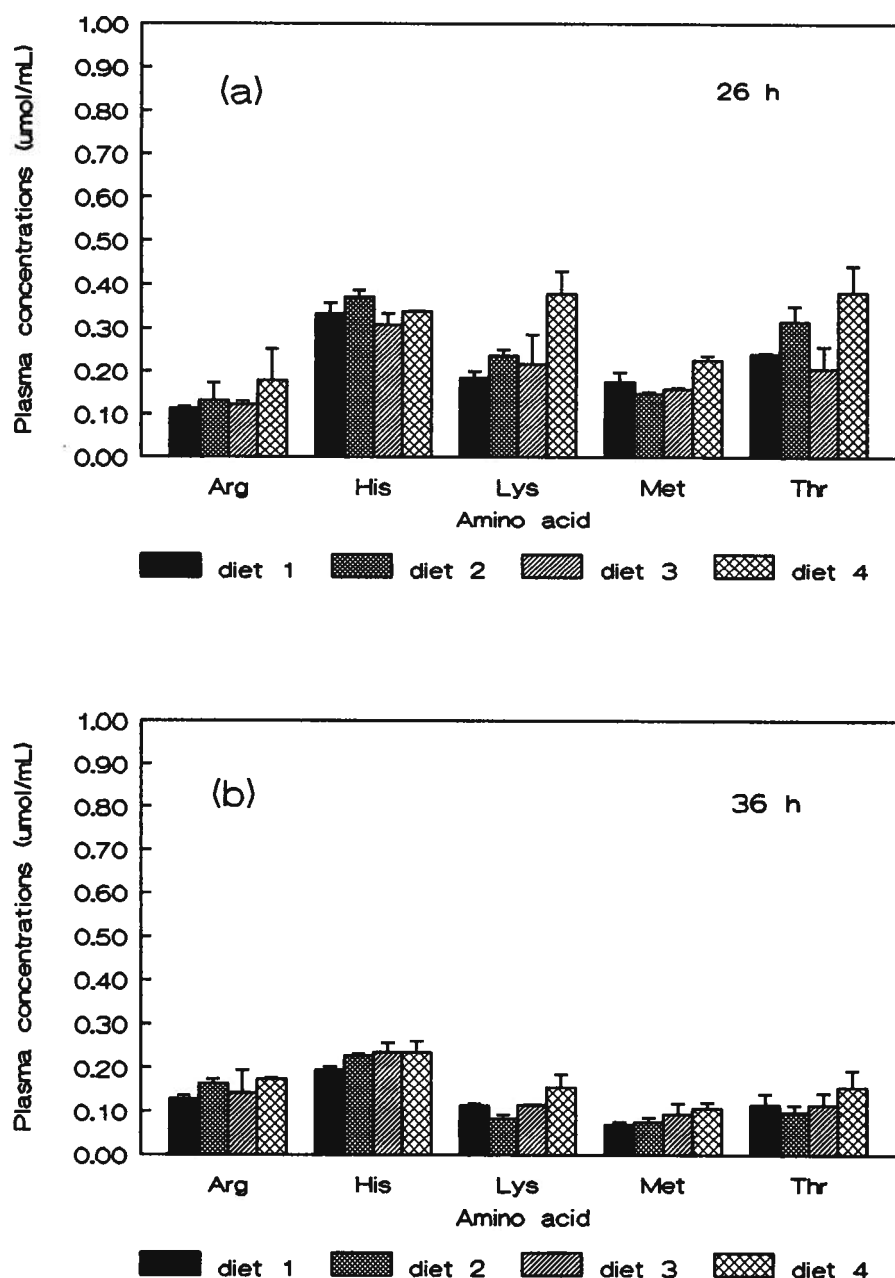 1.00
0.90
0.80
0.70
0.60
0.50
0.40
0.30
0.20
0.10
0.00
Plasma concentrations (umol/mL)
(a)
26 h
Arg His Lys Met Thr
Amino acid
diet 1 diet 2 diet 3 diet 4
1.00
0.90
0.80
0.70
0.60
0.50
0.40
0.30
0.20
0.10
0.00
Plasma concentrations (umol/mL)
(b)
36 h
Arg His Lys Met Thr
Amino acid
diet 1 diet 2 diet 3 diet 4